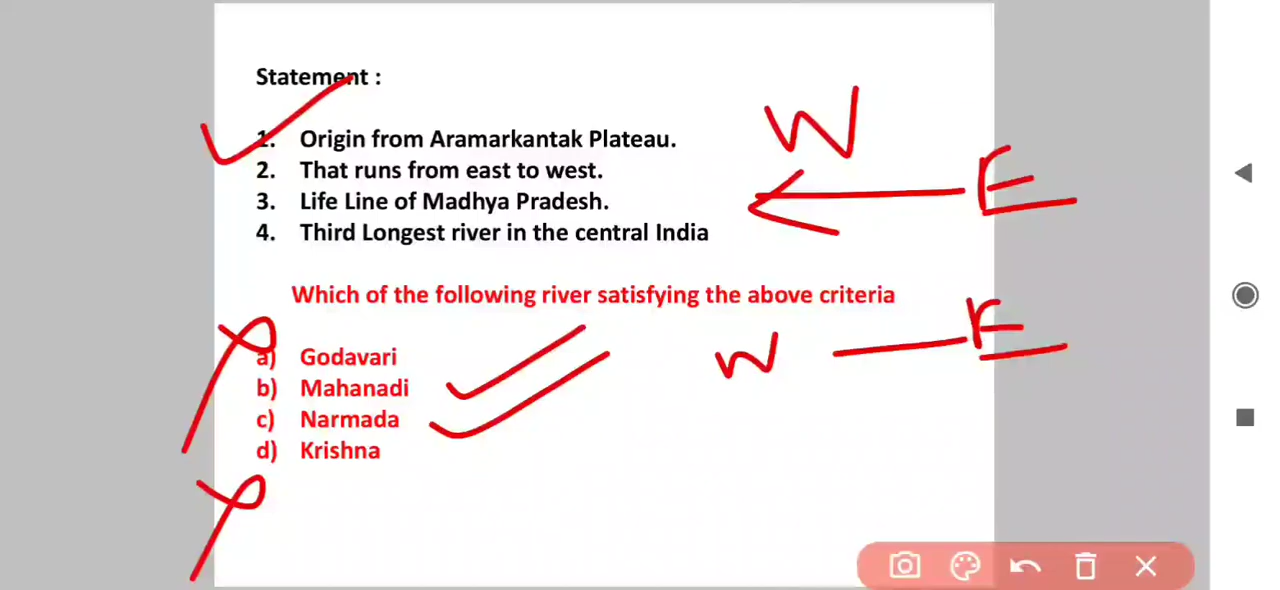 Statement :
1. Origin from Aramarkantak Plateau.
2. That runs from east to west.
3. Life Line of Madhya Pradesh.
4. Third Longest river in the central India
W
E
Which of the following river satisfying the above criteria
W E
a) Godavari
b) Mahanadi
c) Narmada
d) Krishna